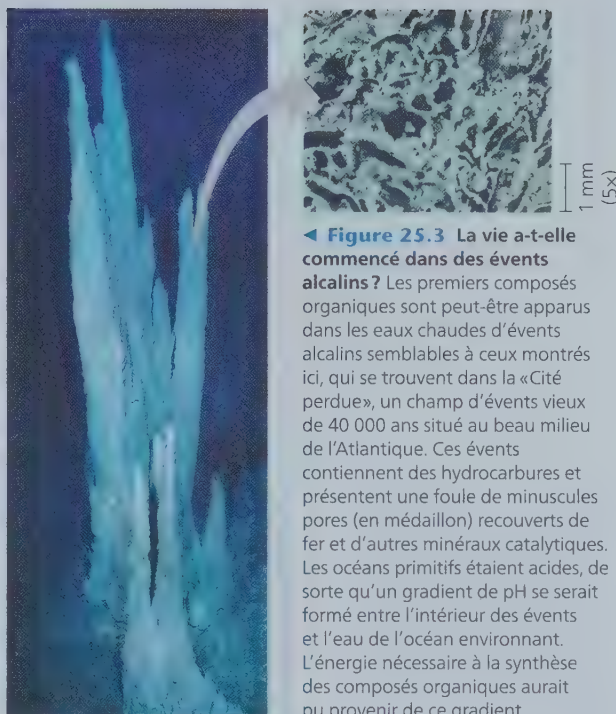 1 mm
(5×)
◄ Figure 25.3 La vie a-t-elle
commencé dans des évents
alcalins ? Les premiers composés
organiques sont peut-être apparus
dans les eaux chaudes d'évents
alcalins semblables à ceux montrés
ici, qui se trouvent dans la «Cité
perdue», un champ d'évents vieux
de 40 000 ans situé au beau milieu
de l'Atlantique. Ces évents
contiennent des hydrocarbures et
présentent une foule de minuscules
pores (en médaillon) recouverts de
fer et d'autres minéraux catalytiques.
Les océans primitifs étaient acides, de
sorte qu'un gradient de pH se serait
formé entre l'intérieur des évents
et l'eau de l'océan environnant.
L'énergie nécessaire à la synthèse
des composés organiques aurait
pu provenir de ce gradient